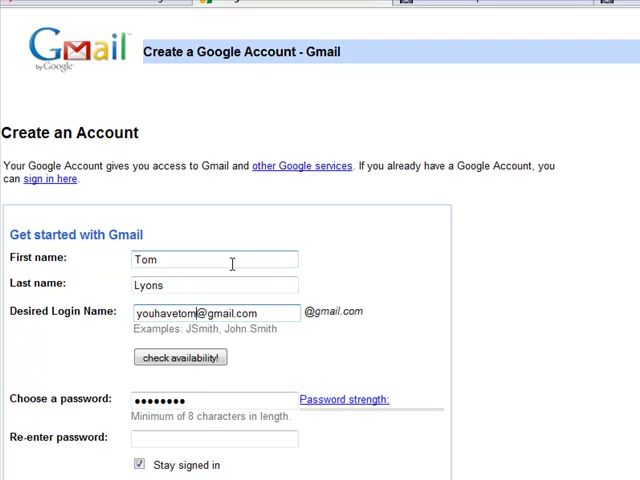 Gmail
by Google
Create a Google Account - Gmail
Create an Account
Your Google Account gives you access to Gmail and other Google services. If you already have a Google Account, you
can sign in here.
Get started with Gmail
First name:
Tom
Last name:
Lyons
Desired Login Name:
youhavetom@gmail.com
@gmail.com
Examples: JSmith, John.Smith
check availability!
Choose a password:
●●●●●●●●
Password strength:
Minimum of 8 characters in length.
Re-enter password:
Stay signed in